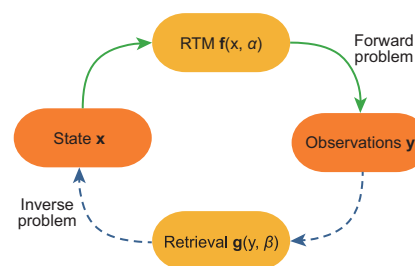 RTM f(x, α)
Forward
problem
State x
Observations y
Inverse
problem
Retrieval g(y, β)